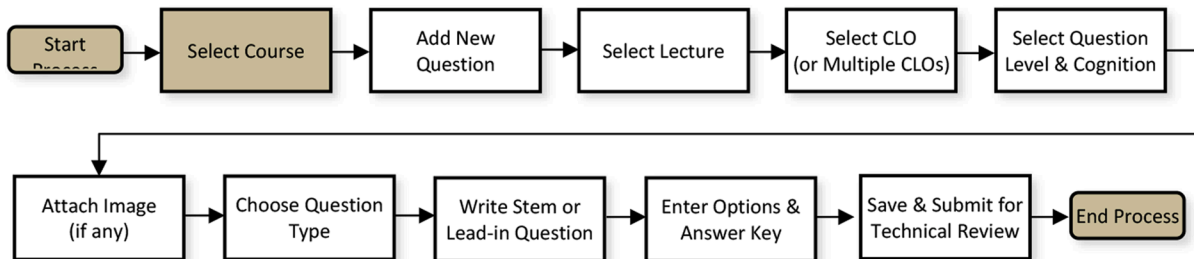 Start
Process
Select Course
Add New
Question
Select Lecture
Select CLO
(or Multiple CLOs)
Select Question
Level & Cognition
Attach Image
(if any)
Choose Question
Type
Write Stem or
Lead-in Question
Enter Options &
Answer Key
Save & Submit for
Technical Review
End Process